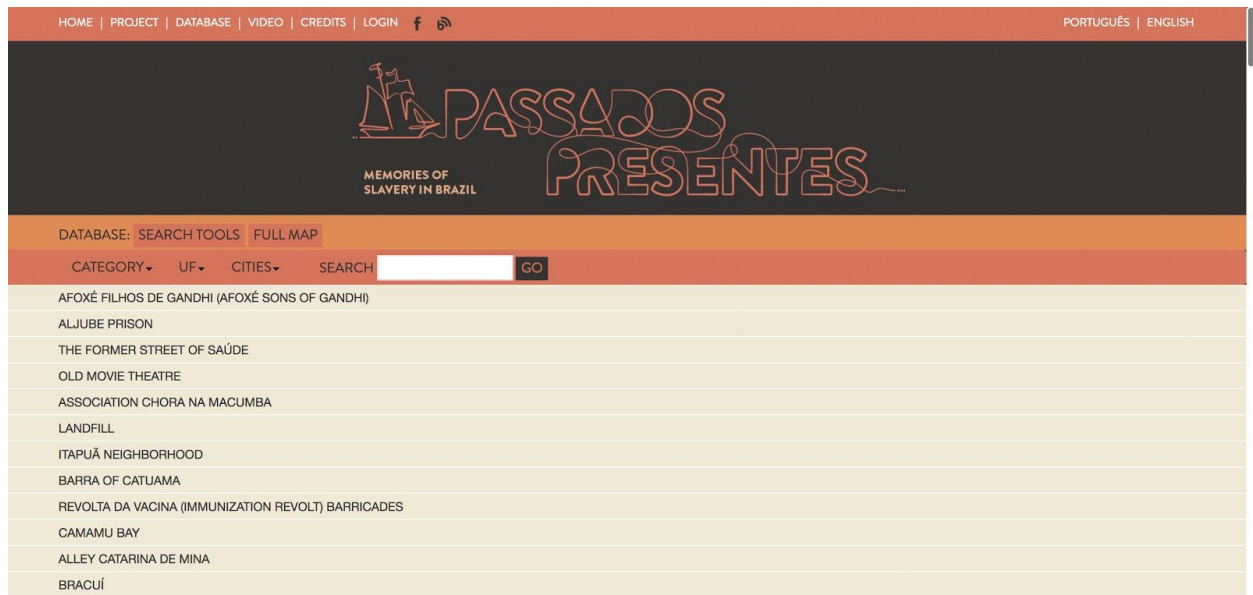 HOME | PROJECT | DATABASE | VIDEO | CREDITS | LOGIN
PORTUGUÊS | ENGLISH
PASSADOS
PRESENTES
MEMORIES OF
SLAVERY IN BRAZIL
DATABASE: SEARCH TOOLS FULL MAP
CATEGORY UF CITIES SEARCH GO
AFOXÉ FILHOS DE GANDHI (AFOXÉ SONS OF GANDHI)
ALJUBE PRISON
THE FORMER STREET OF SAÚDE
OLD MOVIE THEATRE
ASSOCIATION CHORA NA MACUMBA
LANDFILL
ITAPUÃ NEIGHBORHOOD
BARRA OF CATUAMA
REVOLTA DA VACINA (IMMUNIZATION REVOLT) BARRICADES
CAMAMU BAY
ALLEY CATARINA DE MINA
BRACUÍ